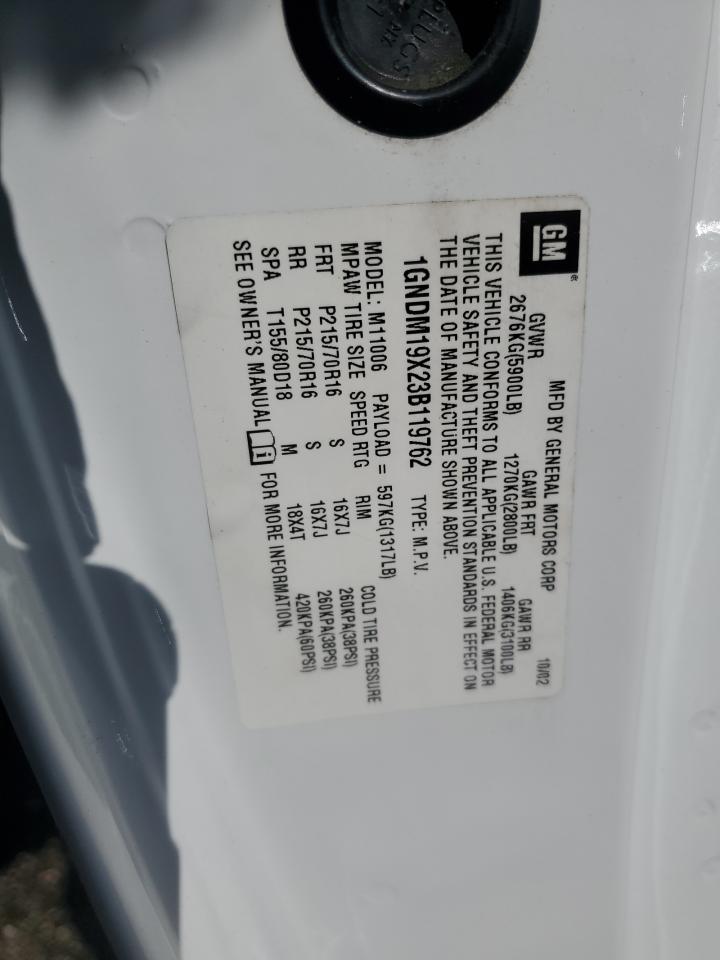 PLUGS
GM
®
MFD BY GENERAL MOTORS CORP 10/02
GVWR GAWR FRT GAWR RR
2676KG(5900LB) 1270KG(2800LB) 1406KG(3100LB)
THIS VEHICLE CONFORMS TO ALL APPLICABLE U.S. FEDERAL MOTOR
VEHICLE SAFETY AND THEFT PREVENTION STANDARDS IN EFFECT ON
THE DATE OF MANUFACTURE SHOWN ABOVE.
1GNDM19X23B119762 TYPE: M.P.V.
MODEL: M11006 PAYLOAD = 597KG(1317LB)
MPAW TIRE SIZE SPEED RTG RIM COLD TIRE PRESSURE
FRT P215/70R16 S 16X7J 260KPA(38PSI)
RR P215/70R16 S 16X7J 260KPA(38PSI)
SPA T155/80D18 M 18X4T 420KPA(60PSI)
SEE OWNER'S MANUAL FOR MORE INFORMATION.